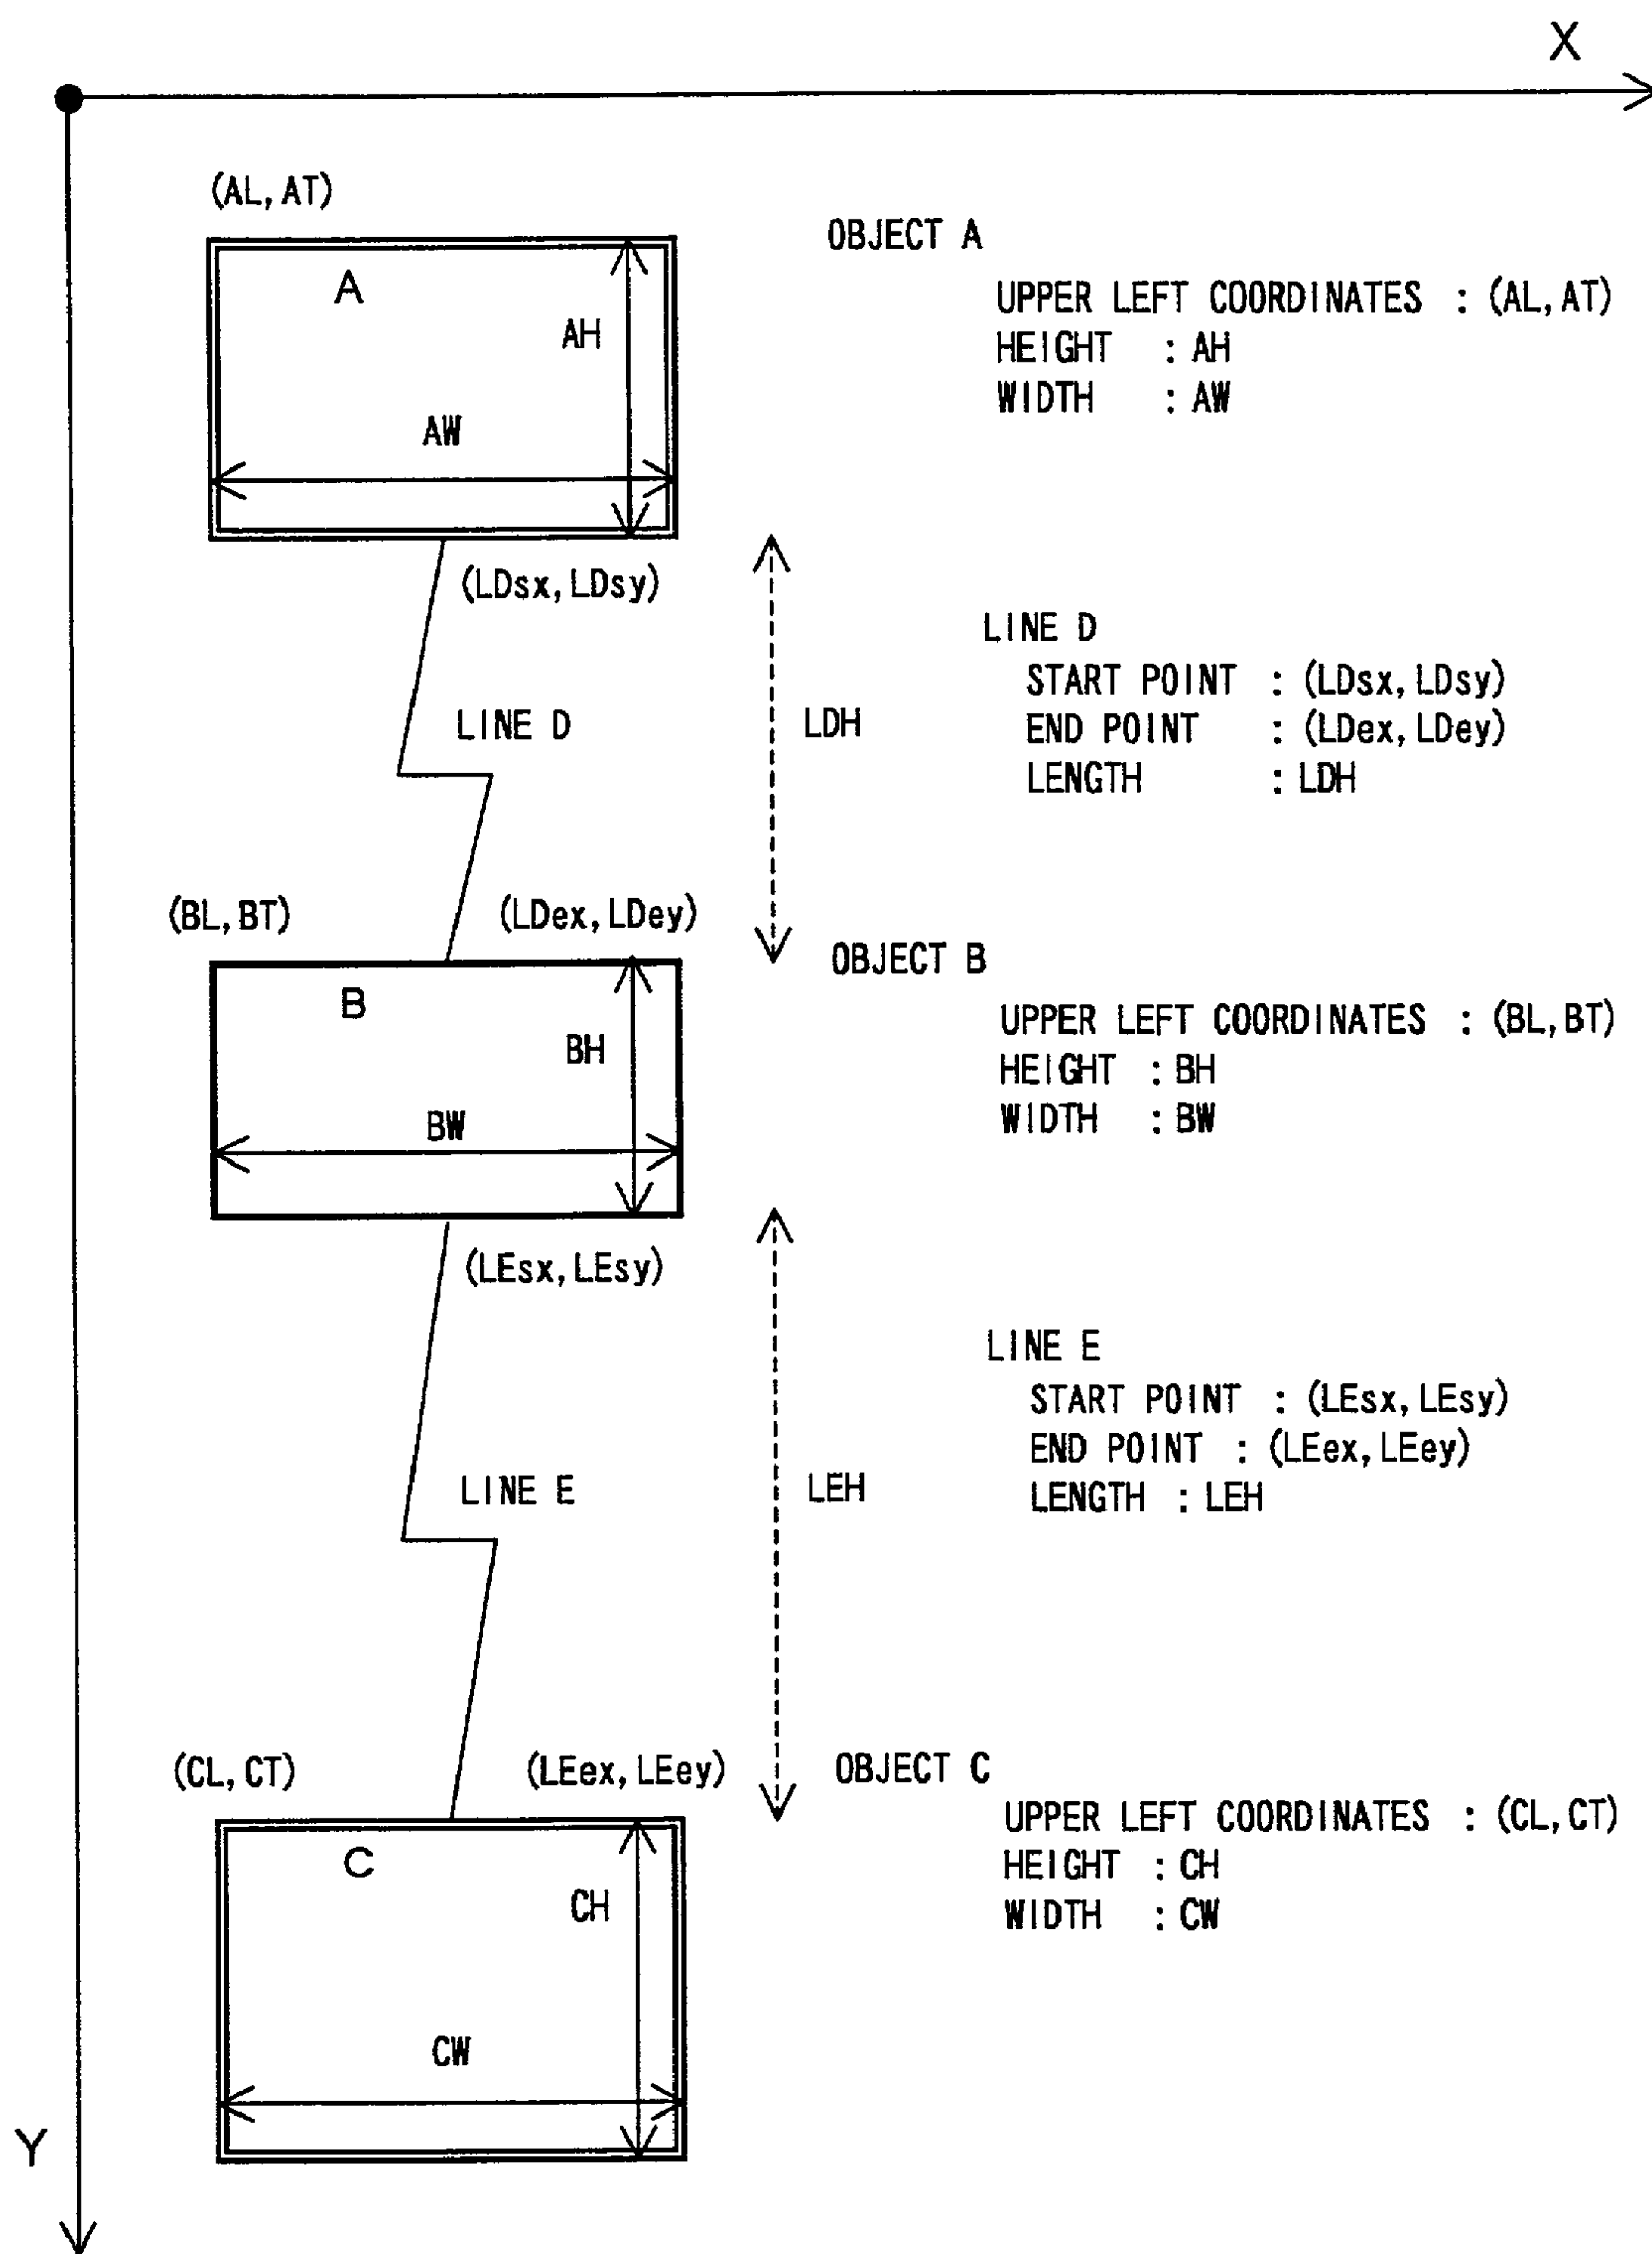 X
(AL, AT)
OBJECT A
A
UPPER LEFT COORDINATES : (AL, AT)
AH
HEIGHT : AH
WIDTH : AW
AW
(LDsx, LDsy)
LINE D
START POINT : (LDsx, LDsy)
LINE D
LDH
END POINT : (LDex, LDey)
LENGTH : LDH
(BL, BT)
(LDex, LDey)
OBJECT B
B
UPPER LEFT COORDINATES : (BL, BT)
BH
HEIGHT : BH
BW
WIDTH : BW
(LEsx, LEsy)
LINE E
START POINT : (LEsx, LEsy)
END POINT : (LEex, LEey)
LINE E
LEH
LENGTH : LEH
(CL, CT)
(LEex, LEey)
OBJECT C
UPPER LEFT COORDINATES : (CL, CT)
C
HEIGHT : CH
CH
WIDTH : CW
CW
Y